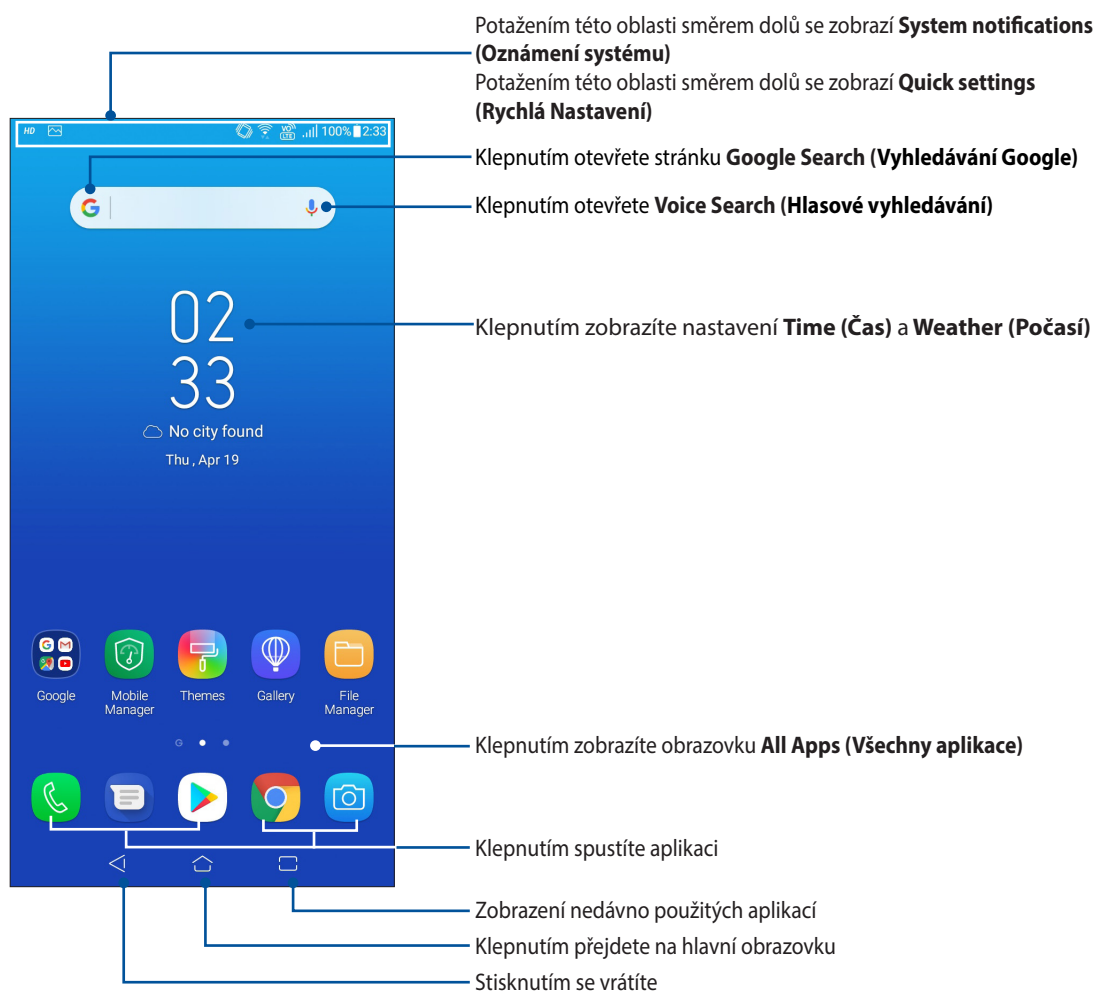 Potažením této oblasti směrem dolů se zobrazí System notifications
(Oznámení systému)
Potažením této oblasti směrem dolů se zobrazí Quick settings
(Rychlá Nastavení)
HD
VO
LTE
100%
2:33
Klepnutím otevřete stránku Google Search (Vyhledávání Google)
G
Klepnutím otevřete Voice Search (Hlasové vyhledávání)
02
33
Klepnutím zobrazíte nastavení Time (Čas) a Weather (Počasí)
No city found
Thu , Apr 19
Google
Mobile
Manager
Themes
Gallery
File
Manager
G
Klepnutím zobrazíte obrazovku All Apps (Všechny aplikace)
Klepnutím spustíte aplikaci
Zobrazení nedávno použitých aplikací
Klepnutím přejdete na hlavní obrazovku
Stisknutím se vrátíte